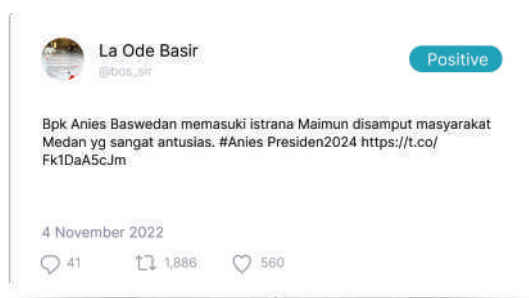 La Ode Basir
@bos_sir
Positive
Bpk Anies Baswedan memasuki istrana Maimun disamput masyarakat
Medan yg sangat antusias. #Anies Presiden2024 https://t.co/
Fk1DaA5cJm
4 November 2022
41 1,886 560